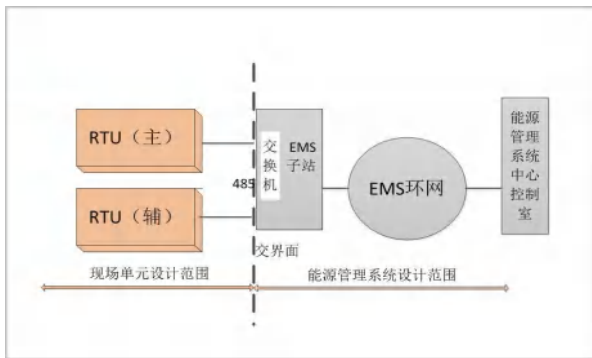 RTU（主）
RTU（辅）
485
交换机
EMS
子站
EMS环网
能源
管理
系统
中心
控制
室
交界面
现场单元设计范围
能源管理系统设计范围